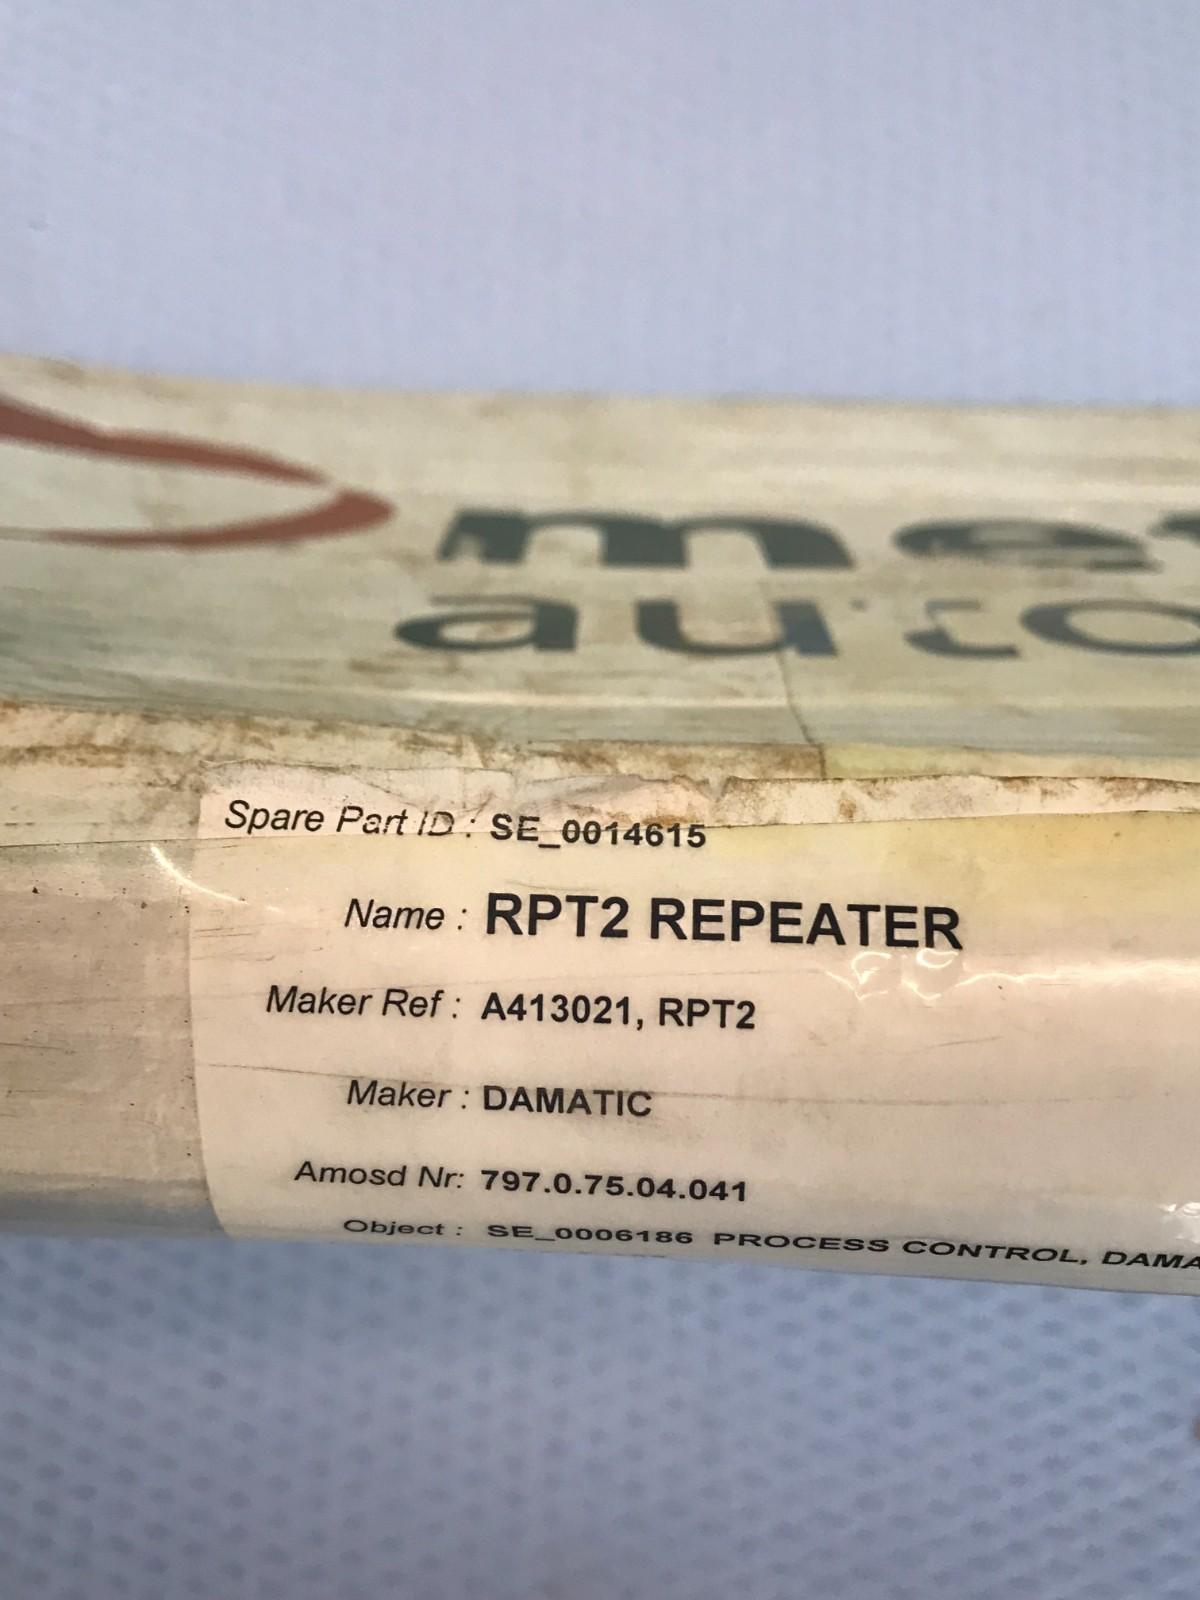 auto
Spare Part ID : SE_0014615
Name : RPT2 REPEATER
Maker Ref : A413021, RPT2
Maker : DAMATIC
Amosd Nr: 797.0.75.04.041
Object : SE_0006186 PROCESS CONTROL,